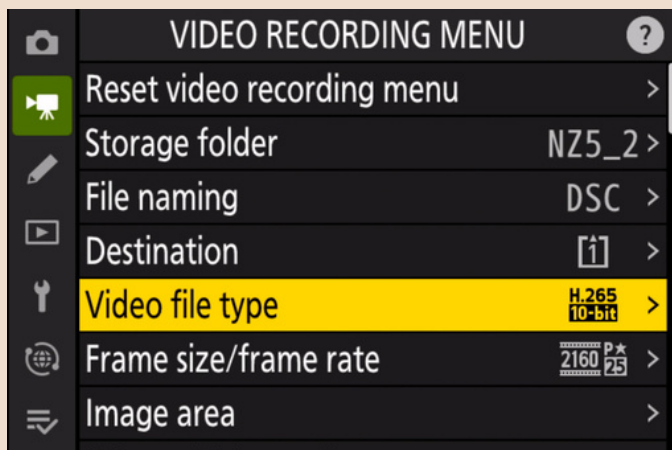 VIDEO RECORDING MENU ?
Reset video recording menu >
Storage folder NZ5_2 >
File naming DSC >
Destination [1] >
Video file type H.265 10-bit >
Frame size/frame rate 2160 P★ 25 >
Image area >